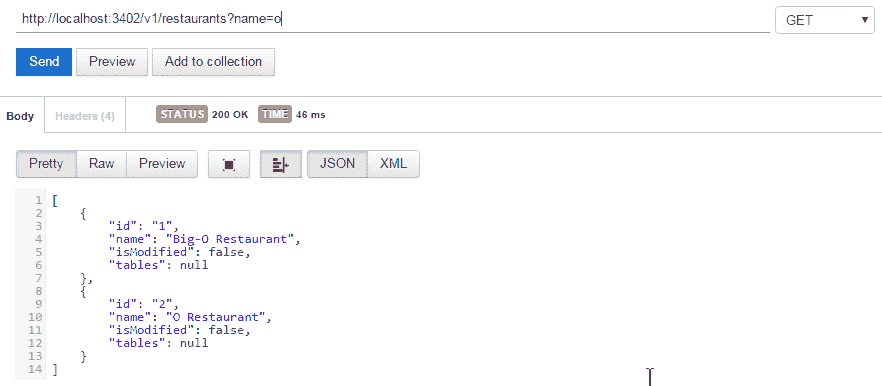 http://localhost:3402/v1/restaurants?name=o GET
Send Preview Add to collection
Body Headers (4) STATUS 200 OK TIME 46 ms
Pretty Raw Preview JSON XML
1 [
2 {
3 "id": "1",
4 "name": "Big-O Restaurant",
5 "isModified": false,
6 "tables": null
7 },
8 {
9 "id": "2",
10 "name": "O Restaurant",
11 "isModified": false,
12 "tables": null
13 }
14 ]